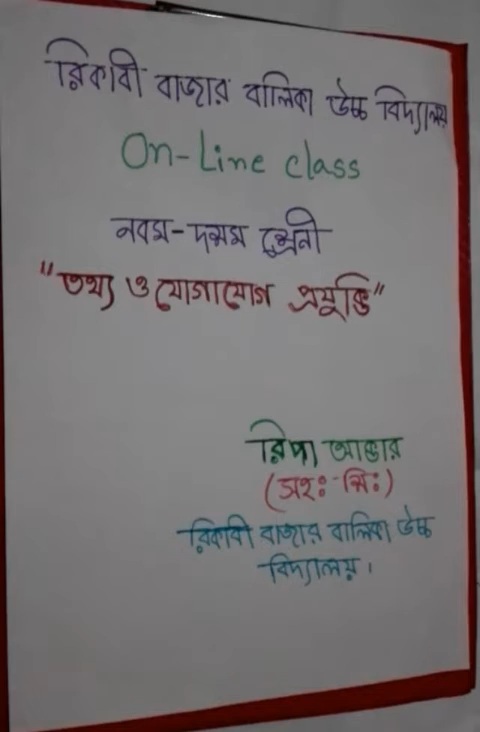 রিকাবী বাজার বালিকা উচ্চ বিদ্যালয়
On-Line class
নবম-দশম শ্রেনী
"তথ্য ও যোগাযোগ প্রযুক্তি"
রিপা আক্তার
(সহঃ শিঃ)
রিকাবী বাজার বালিকা উচ্চ
বিদ্যালয়।